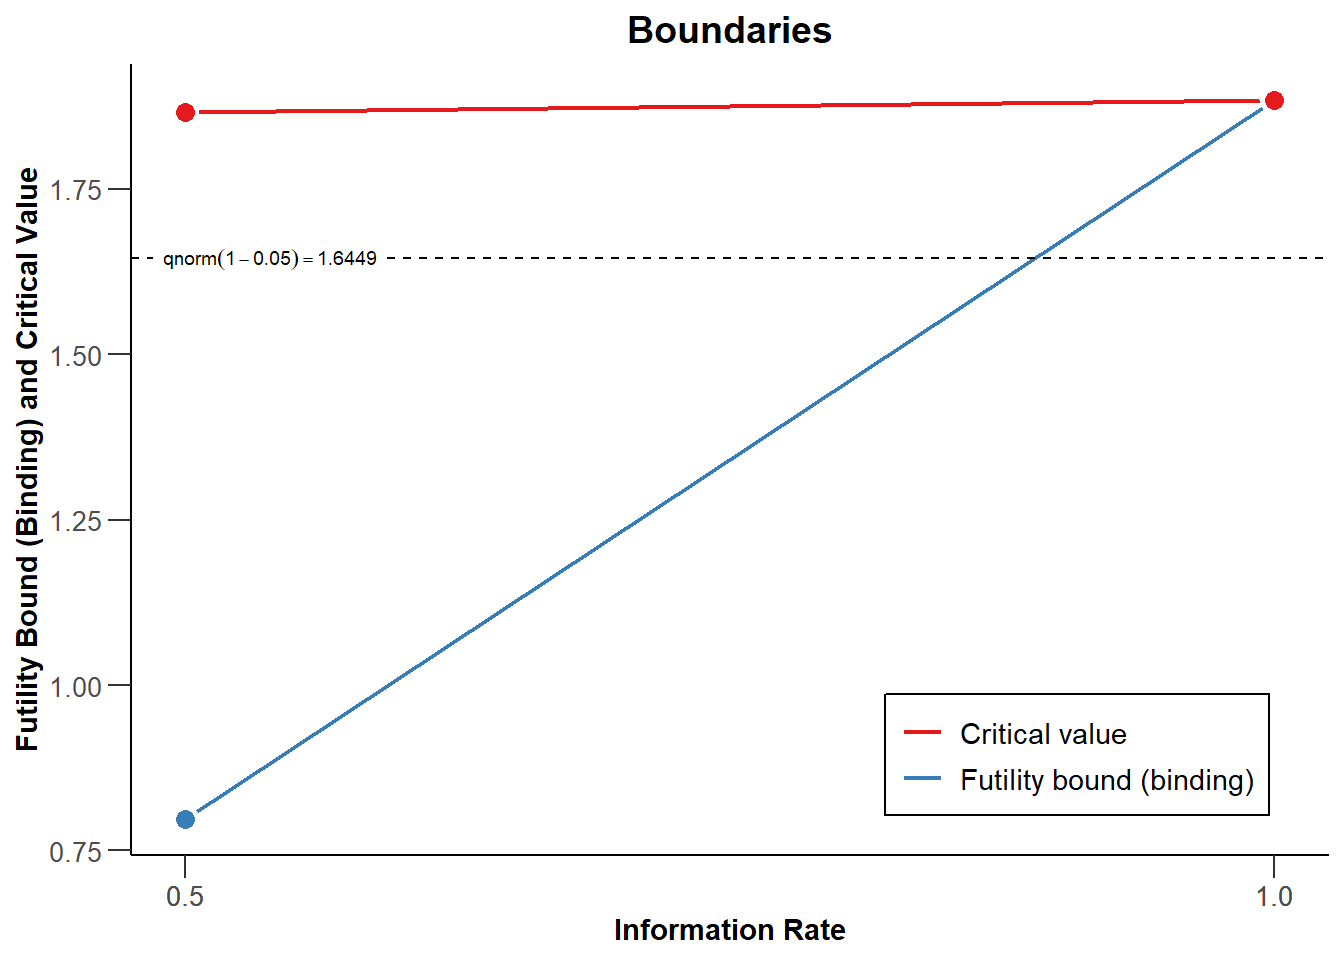 Boundaries
Futility Bound (Binding) and Critical Value
1.75
1.50
1.25
1.00
0.75
qnorm(1 − 0.05) = 1.6449
Critical value
Futility bound (binding)
0.5
1.0
Information Rate